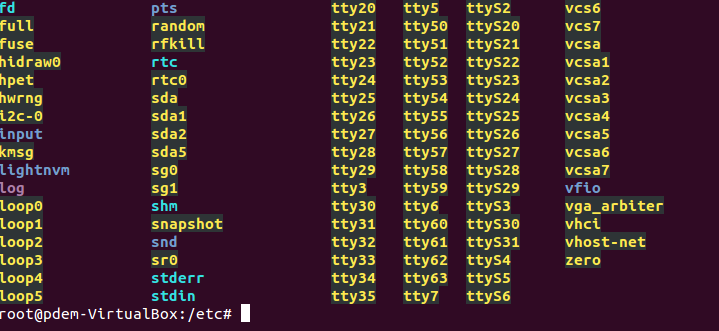 fd pts tty20 tty5 ttyS2 vcs6
full random tty21 tty50 ttyS20 vcs7
fuse rfkill tty22 tty51 ttyS21 vcsa
hidraw0 rtc tty23 tty52 ttyS22 vcsa1
hpet rtc0 tty24 tty53 ttyS23 vcsa2
hwrng sda tty25 tty54 ttyS24 vcsa3
i2c-0 sda1 tty26 tty55 ttyS25 vcsa4
input sda2 tty27 tty56 ttyS26 vcsa5
kmsg sda5 tty28 tty57 ttyS27 vcsa6
lightnvm sg0 tty29 tty58 ttyS28 vcsa7
log sg1 tty3 tty59 ttyS29 vfio
loop0 shm tty30 tty6 ttyS3 vga_arbiter
loop1 snapshot tty31 tty60 ttyS30 vhci
loop2 snd tty32 tty61 ttyS31 vhost-net
loop3 sr0 tty33 tty62 ttyS4 zero
loop4 stderr tty34 tty63 ttyS5
loop5 stdin tty35 tty7 ttyS6
root@pdem-VirtualBox:/etc#